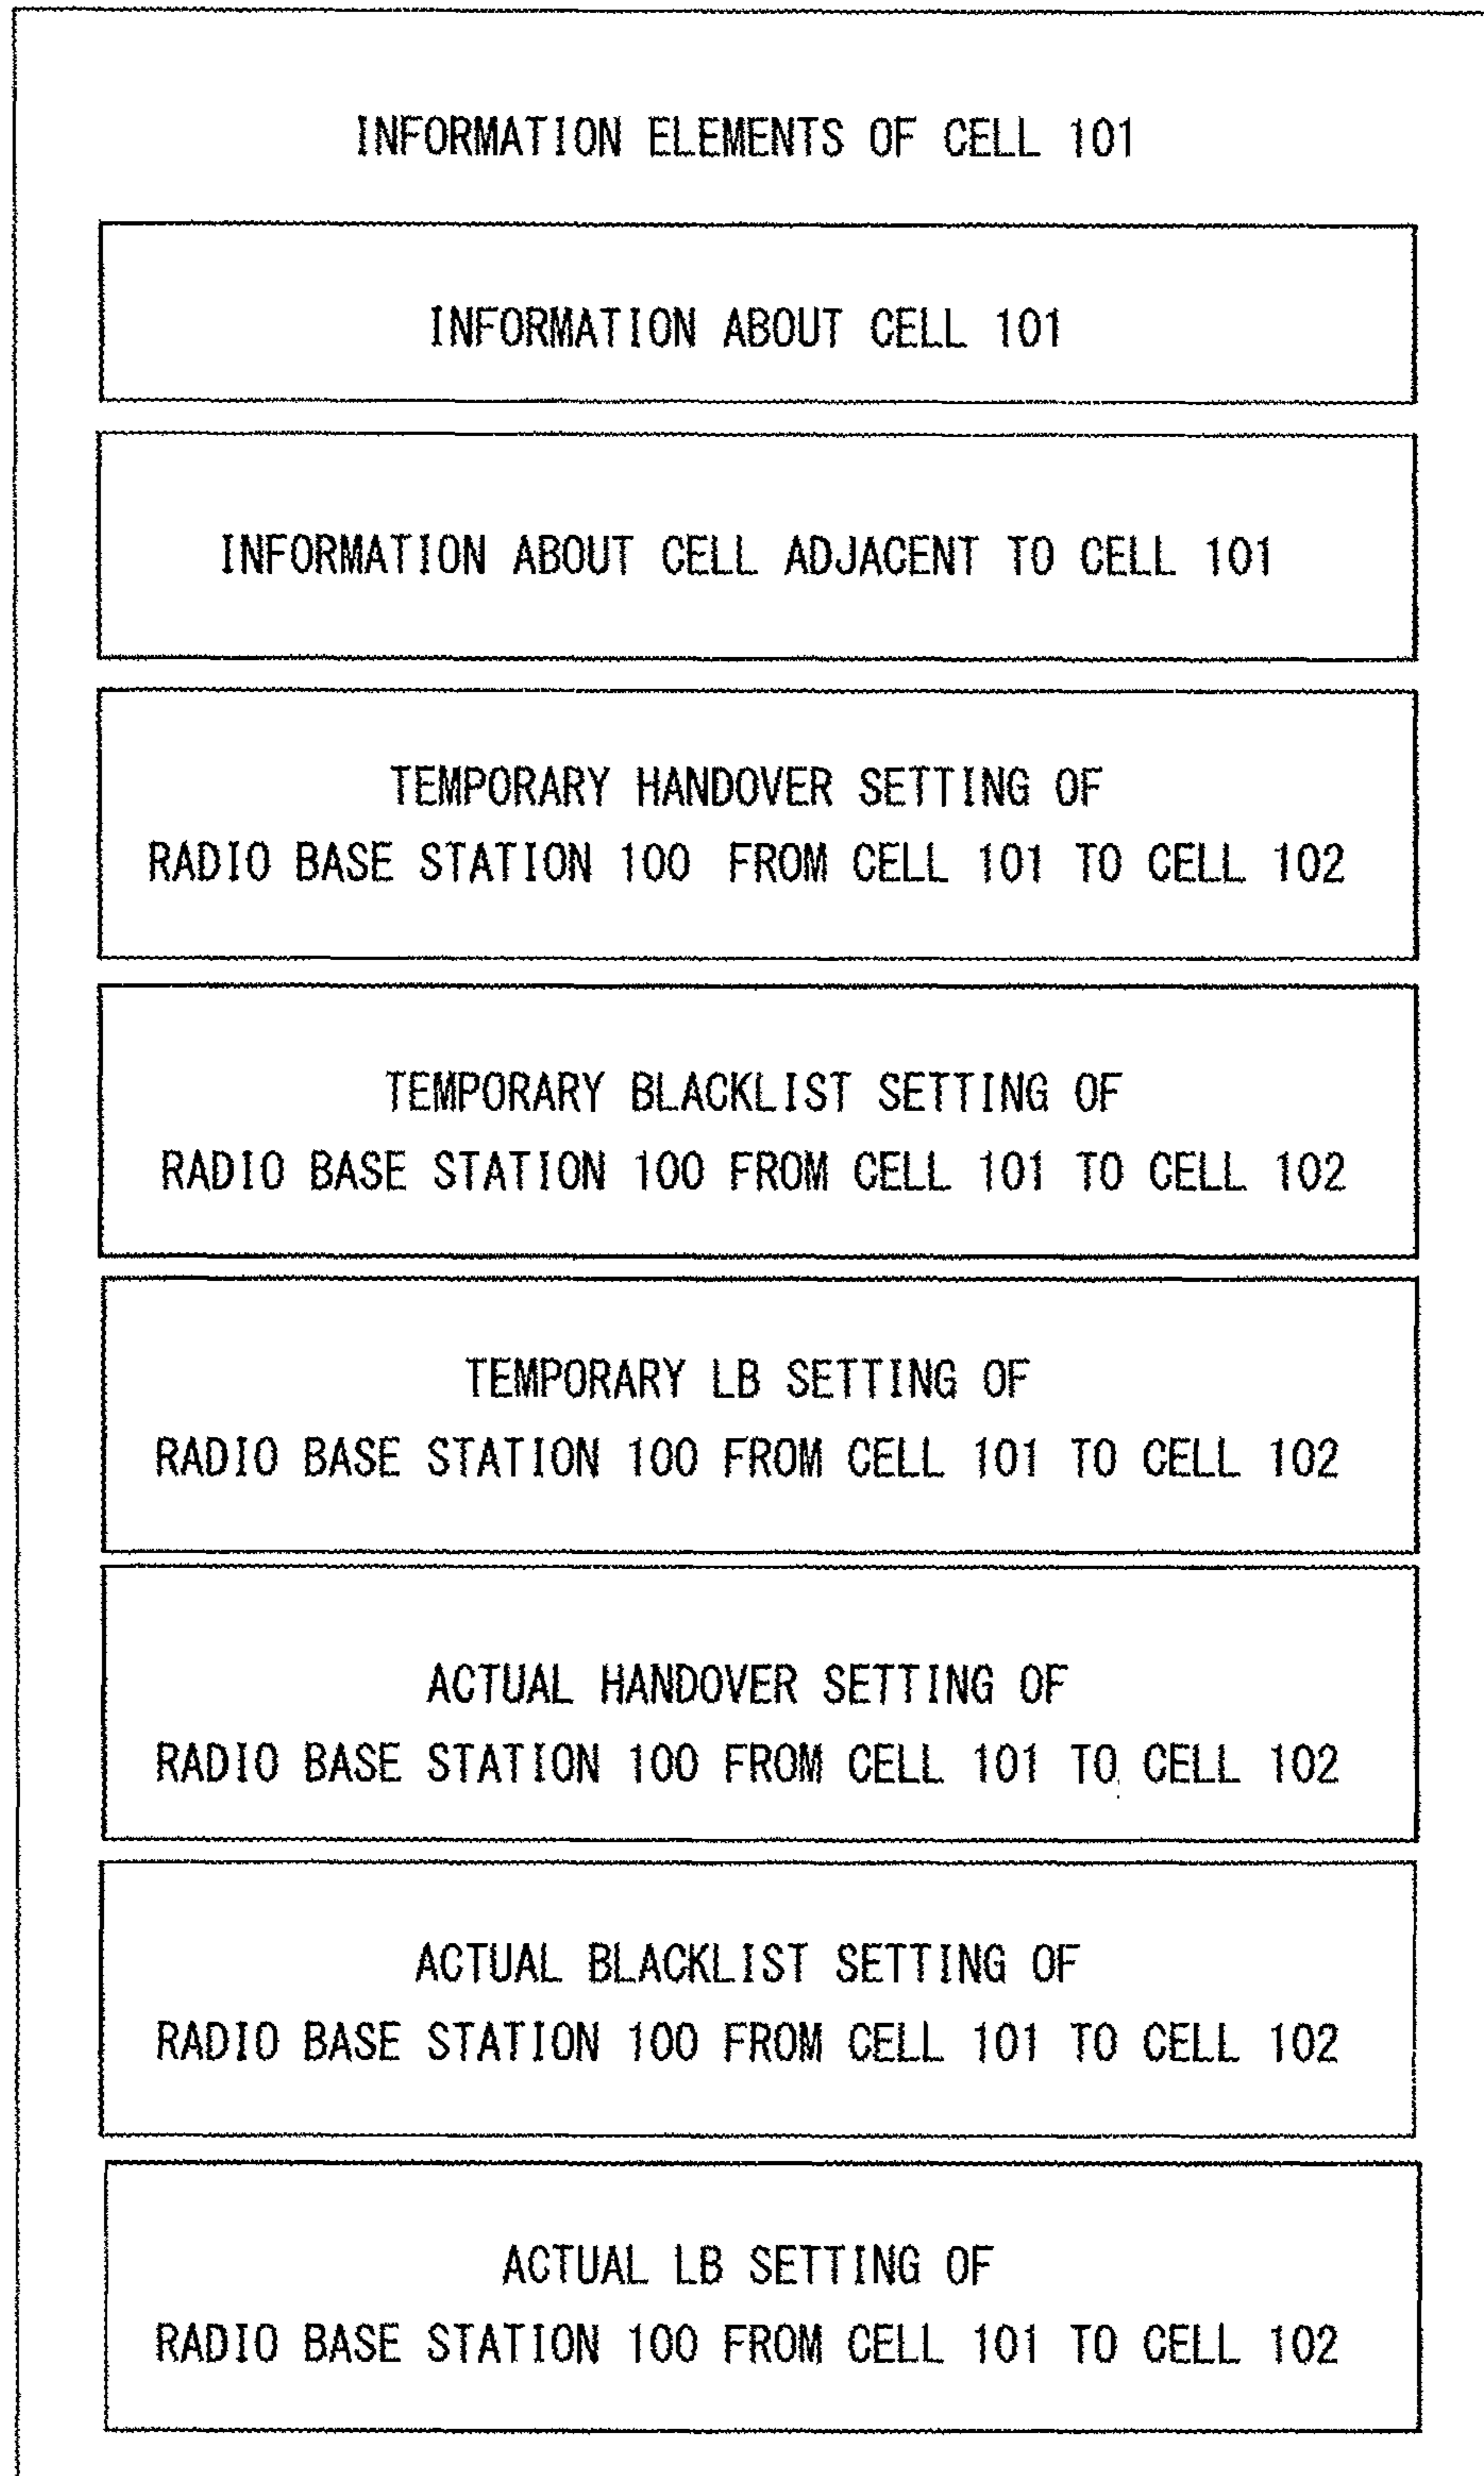 INFORMATION ELEMENTS OF CELL 101
INFORMATION ABOUT CELL 101
INFORMATION ABOUT CELL ADJACENT TO CELL 101
TEMPORARY HANDOVER SETTING OF
RADIO BASE STATION 100 FROM CELL 101 TO CELL 102
TEMPORARY BLACKLIST SETTING OF
RADIO BASE STATION 100 FROM CELL 101 TO CELL 102
TEMPORARY LB SETTING OF
RADIO BASE STATION 100 FROM CELL 101 TO CELL 102
ACTUAL HANDOVER SETTING OF
RADIO BASE STATION 100 FROM CELL 101 TO CELL 102
ACTUAL BLACKLIST SETTING OF
RADIO BASE STATION 100 FROM CELL 101 TO CELL 102
ACTUAL LB SETTING OF
RADIO BASE STATION 100 FROM CELL 101 TO CELL 102